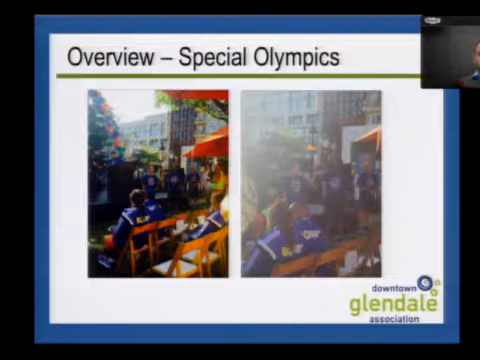 Overview – Special Olympics
downtown
glendale
association